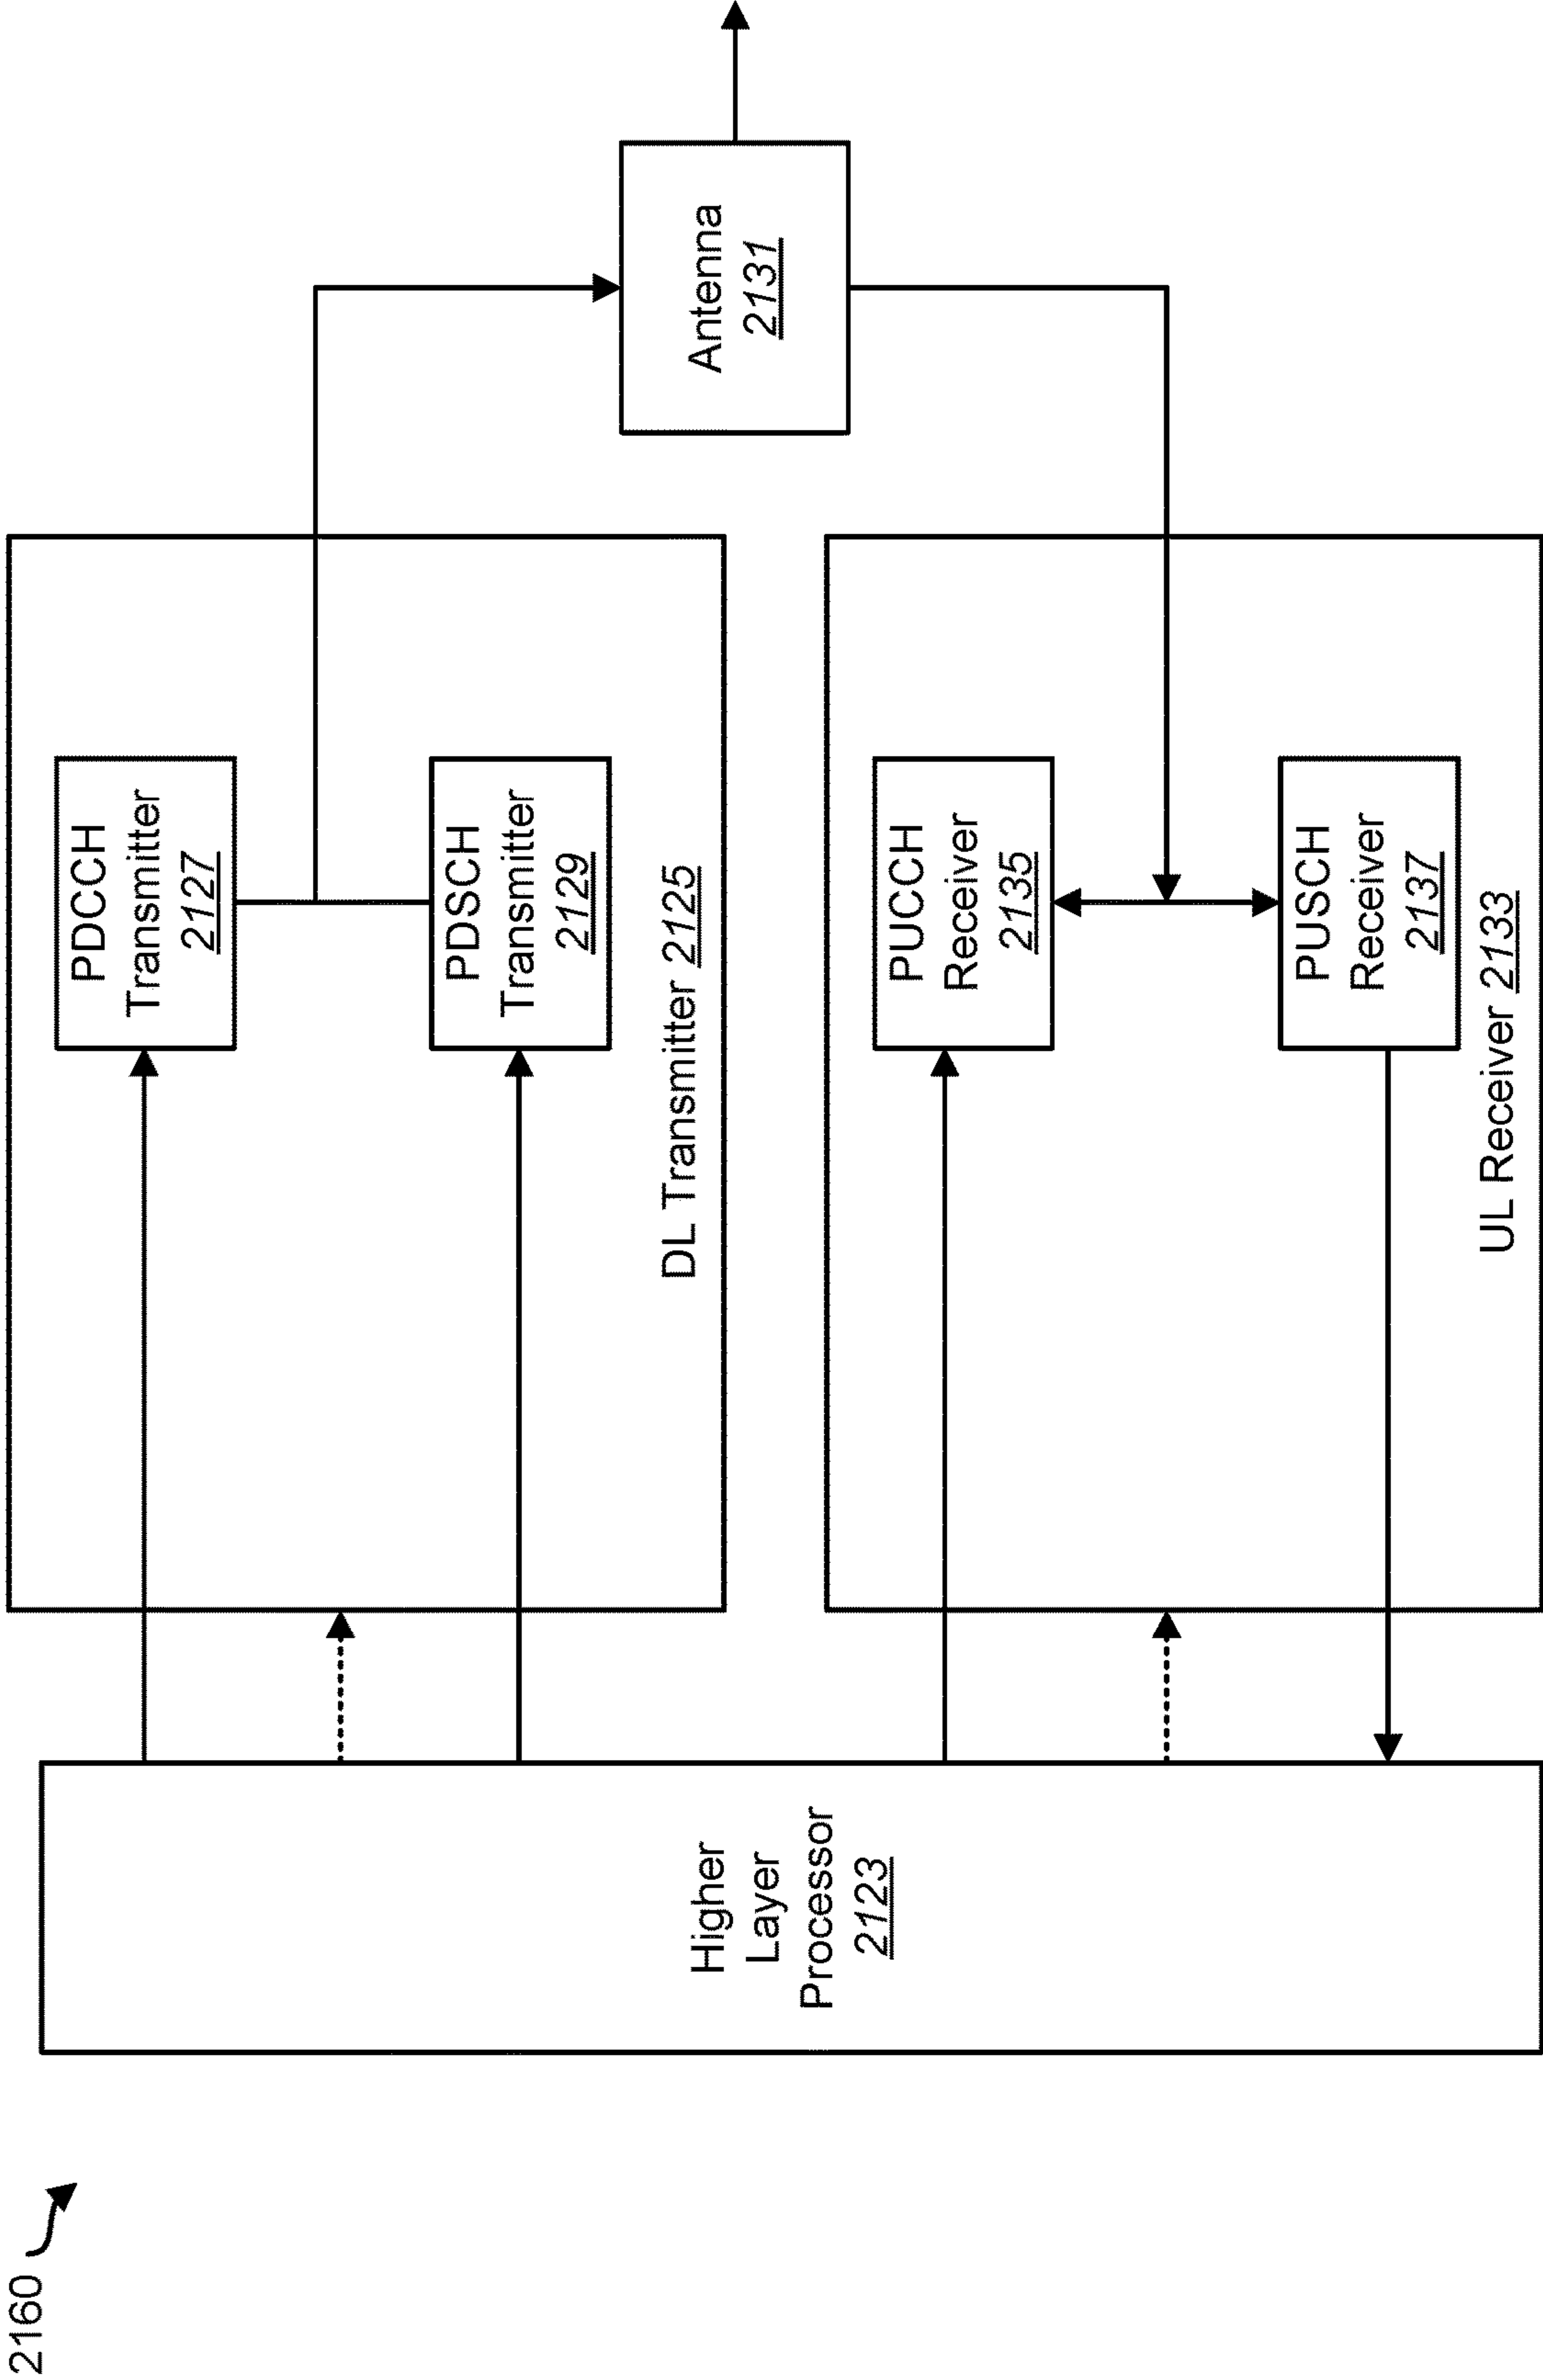 2160
Higher
Layer
Processor
2123
PDCCH
Transmitter
2127
PDSCH
Transmitter
2129
DL Transmitter 2125
PUCCH
Receiver
2135
PUSCH
Receiver
2137
UL Receiver 2133
Antenna
2131